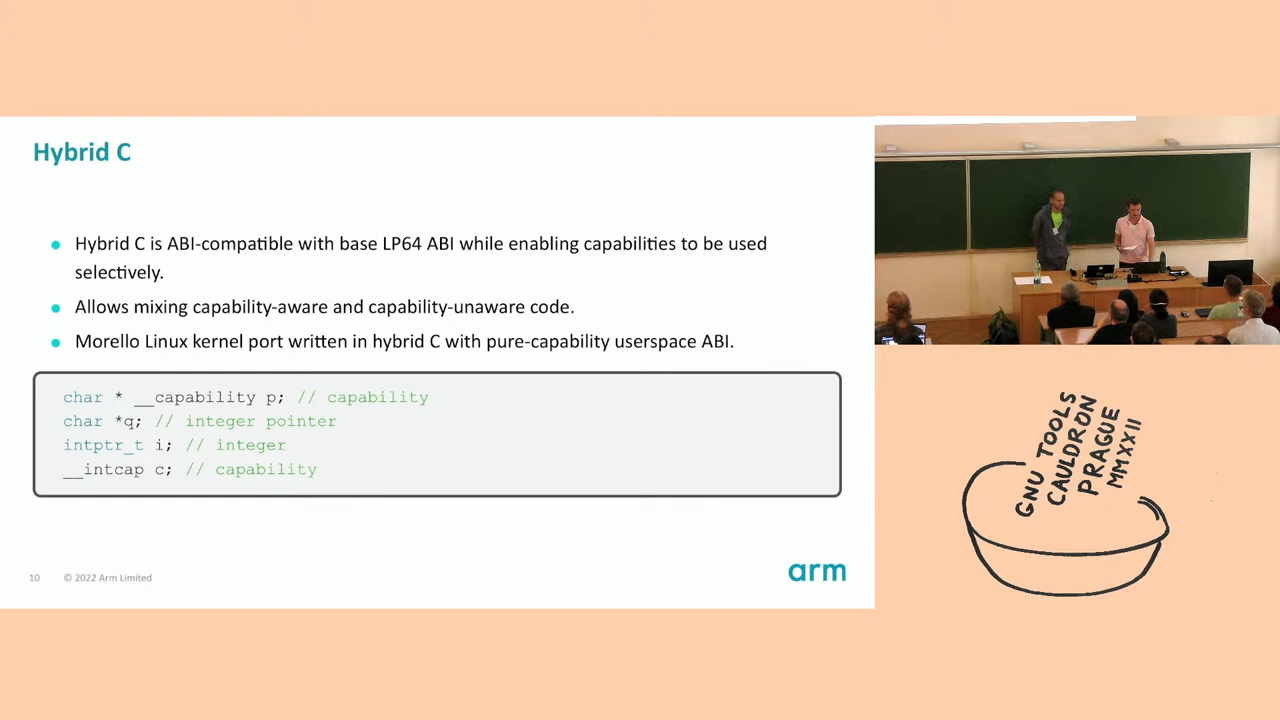 Hybrid C
Hybrid C is ABI-compatible with base LP64 ABI while enabling capabilities to be used
selectively.
Allows mixing capability-aware and capability-unaware code.
Morello Linux kernel port written in hybrid C with pure-capability userspace ABI.
char * __capability p; // capability
char *q; // integer pointer
intptr_t i; // integer
__intcap c; // capability
10 © 2022 Arm Limited
arm
GNU TOOLS
CAULDRON
PRAGUE
MMXXII